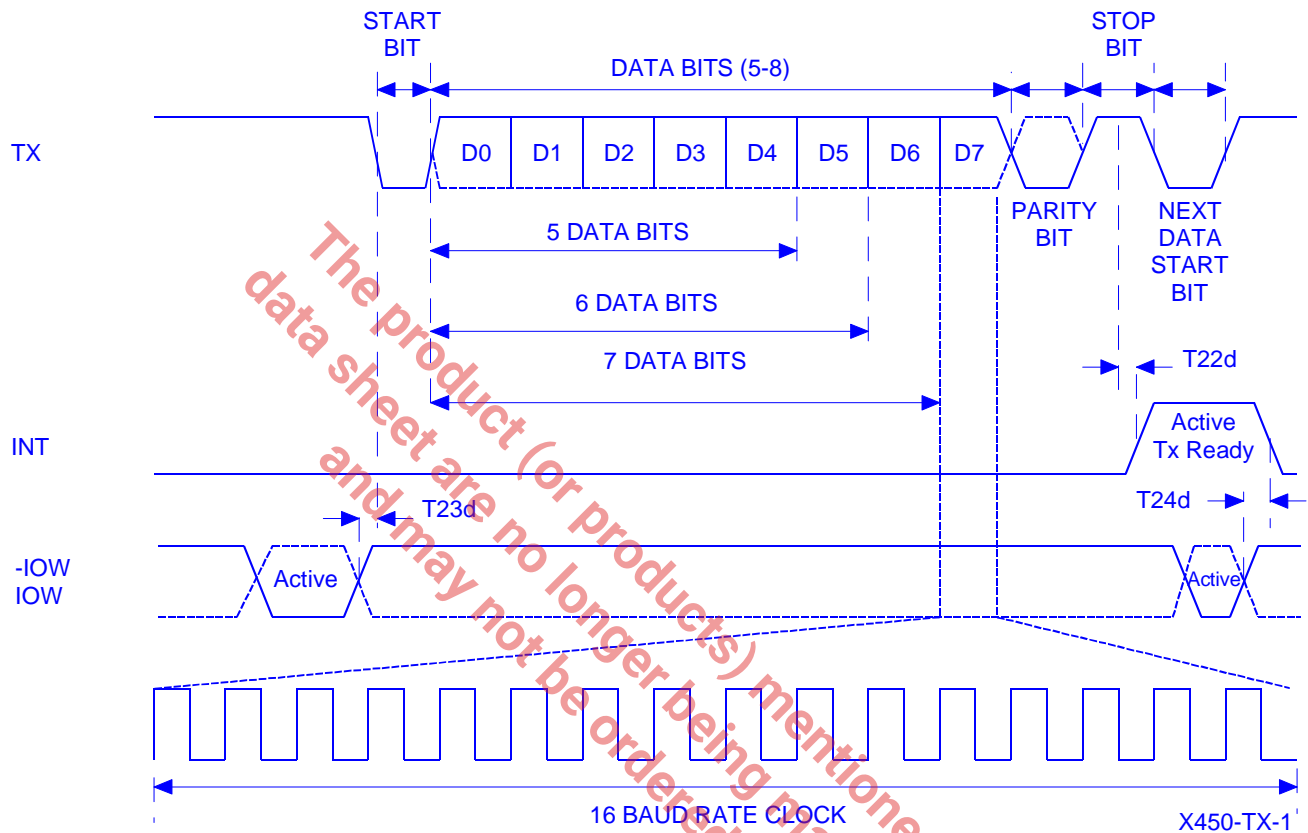 START
BIT
STOP
BIT
DATA BITS (5-8)
TX
D0 D1 D2 D3 D4 D5 D6 D7
PARITY
BIT
NEXT
DATA
START
BIT
5 DATA BITS
6 DATA BITS
7 DATA BITS
T22d
INT
Active
Tx Ready
T23d
T24d
-IOW
IOW
Active
Active
16 BAUD RATE CLOCK
X450-TX-1
The product (or products) mentione
data sheet are no longer being ma
and may not be ordere